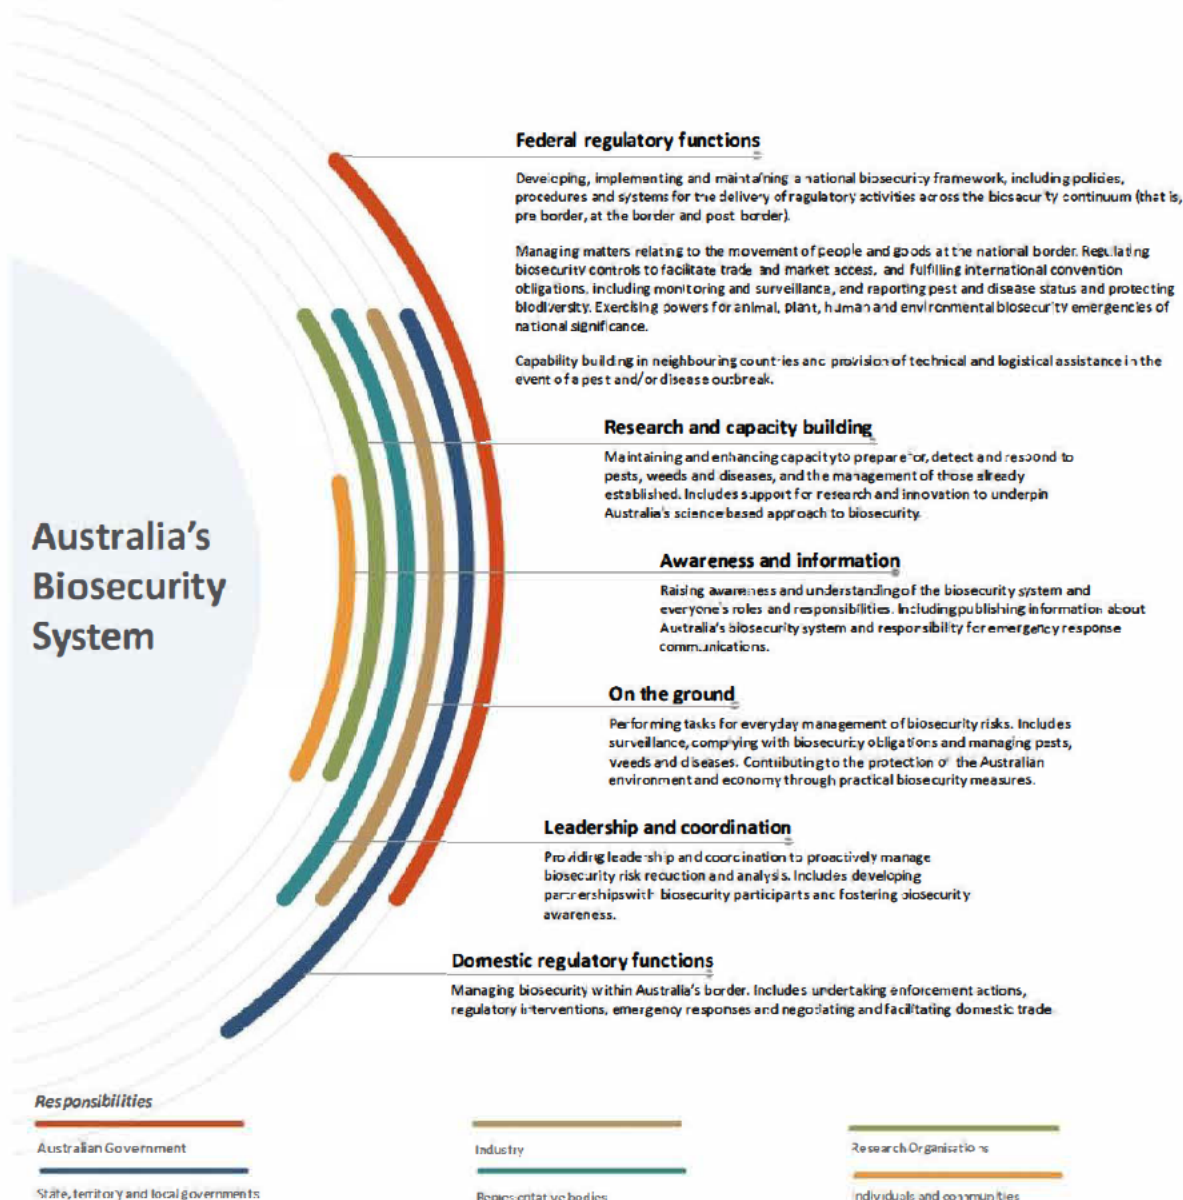 Federal regulatory functions
Developing, implementing and maintaining a national biosecurity framework, including policies,
procedures and systems for the delivery of regulatory activities across the biosecurity continuum (that is,
pre border, at the border and post border).
Managing matters relating to the movement of people and goods at the national border. Regulating
biosecurity controls to facilitate trade and market access, and fulfilling international convention
obligations, including monitoring and surveillance, and reporting pest and disease status and protecting
biodiversity. Exercising powers for animal, plant, human and environmental biosecurity emergencies of
national significance.
Capability building in neighbouring countries and provision of technical and logistical assistance in the
event of a pest and/or disease outbreak.
Research and capacity building
Maintaining and enhancing capacity to prepare for, detect and respond to
pests, weeds and diseases, and the management of those already
established. Includes support for research and innovation to underpin
Australia's science based approach to biosecurity.
Australia's
Biosecurity
System
Awareness and information
Raising awareness and understanding of the biosecurity system and
everyone's roles and responsibilities. Including publishing information about
Australia's biosecurity system and responsibility for emergency response
communications.
On the ground
Performing tasks for everyday management of biosecurity risks. Includes
surveillance, complying with biosecurity obligations and managing pests,
weeds and diseases. Contributing to the protection of the Australian
environment and economy through practical biosecurity measures.
Leadership and coordination
Providing leadership and coordination to proactively manage
biosecurity risk reduction and analysis. Includes developing
partnerships with biosecurity participants and fostering biosecurity
awareness.
Domestic regulatory functions
Managing biosecurity within Australia's border. Includes undertaking enforcement actions,
regulatory interventions, emergency responses and negotiating and facilitating domestic trade
Responsibilities
Australian Government
Industry
Research Organisations
State, territory and local governments
Representative bodies
Individuals and communities